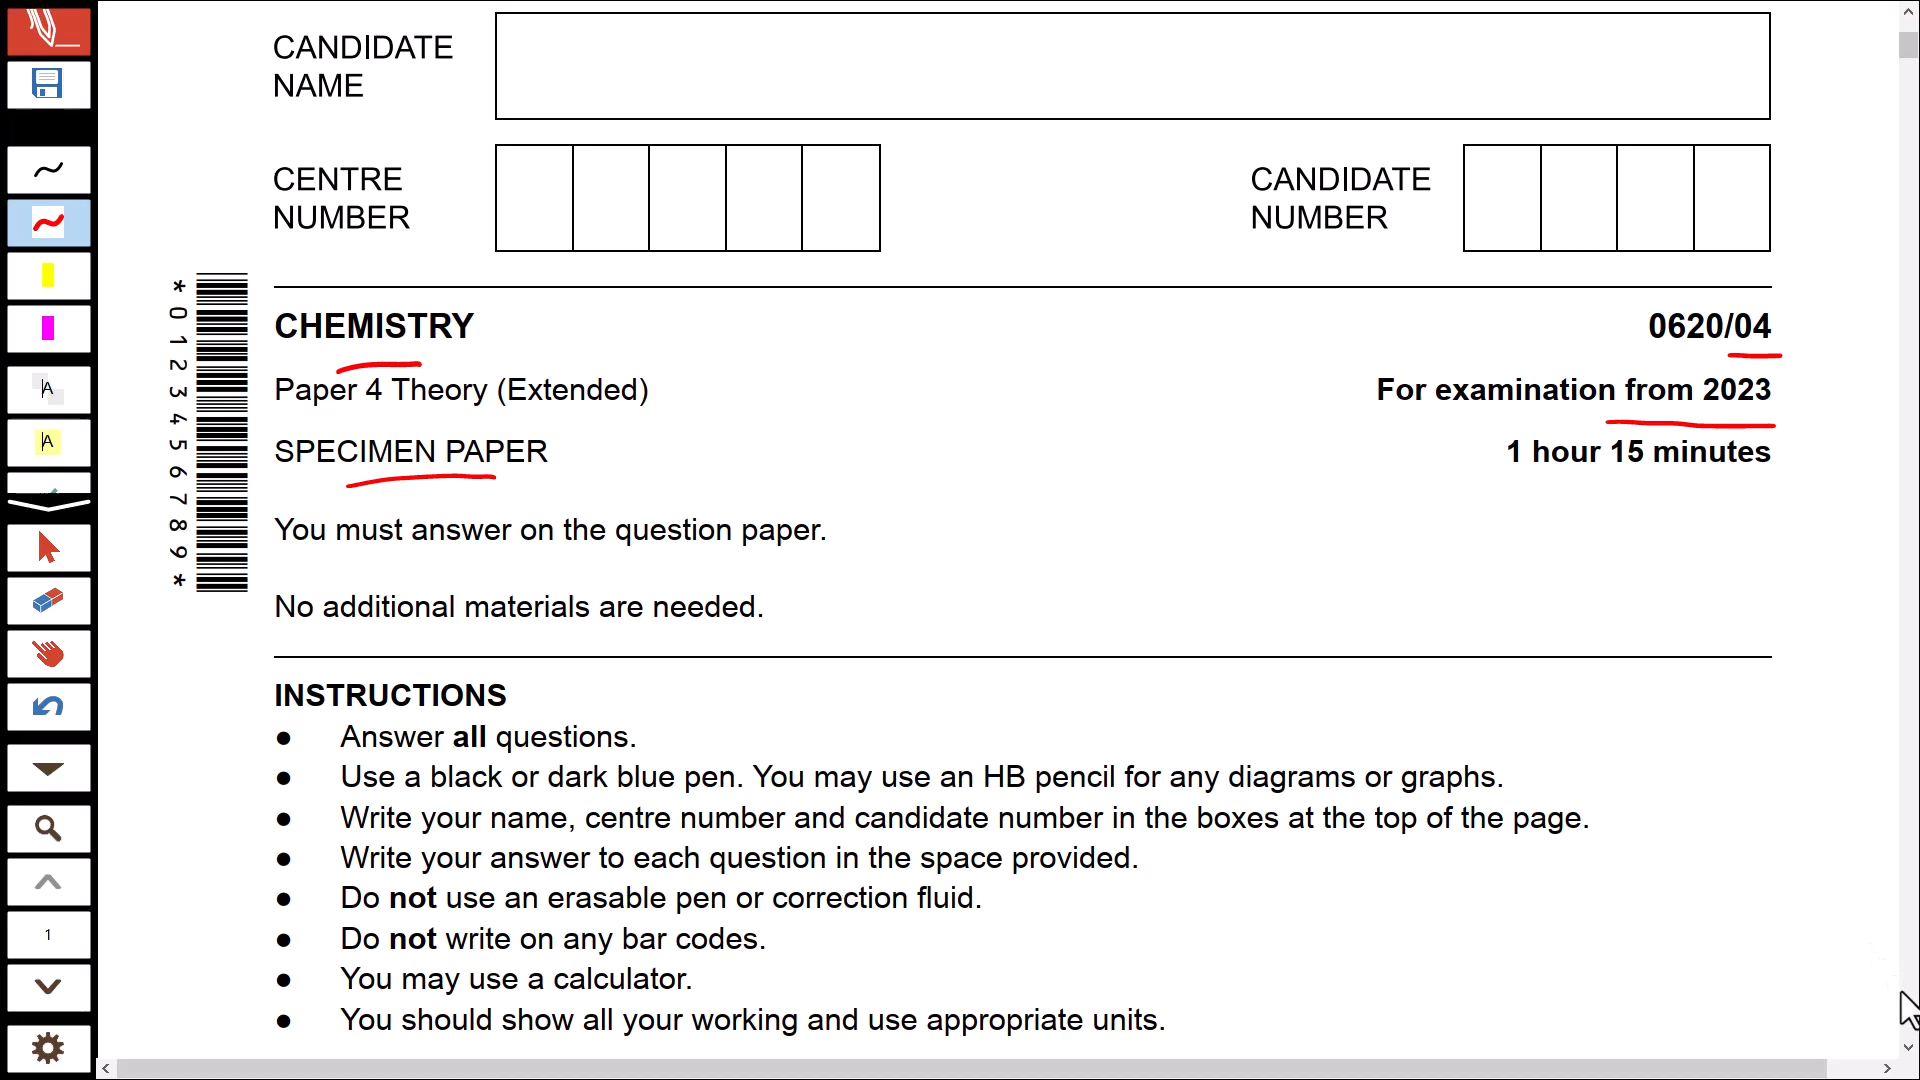 CANDIDATE
NAME
CENTRE
NUMBER
CANDIDATE
NUMBER
*0123456789*
CHEMISTRY
0620/04
Paper 4 Theory (Extended)
For examination from 2023
SPECIMEN PAPER
1 hour 15 minutes
You must answer on the question paper.
No additional materials are needed.
INSTRUCTIONS
● Answer all questions.
● Use a black or dark blue pen. You may use an HB pencil for any diagrams or graphs.
● Write your name, centre number and candidate number in the boxes at the top of the page.
● Write your answer to each question in the space provided.
● Do not use an erasable pen or correction fluid.
● Do not write on any bar codes.
● You may use a calculator.
● You should show all your working and use appropriate units.
A
A
1